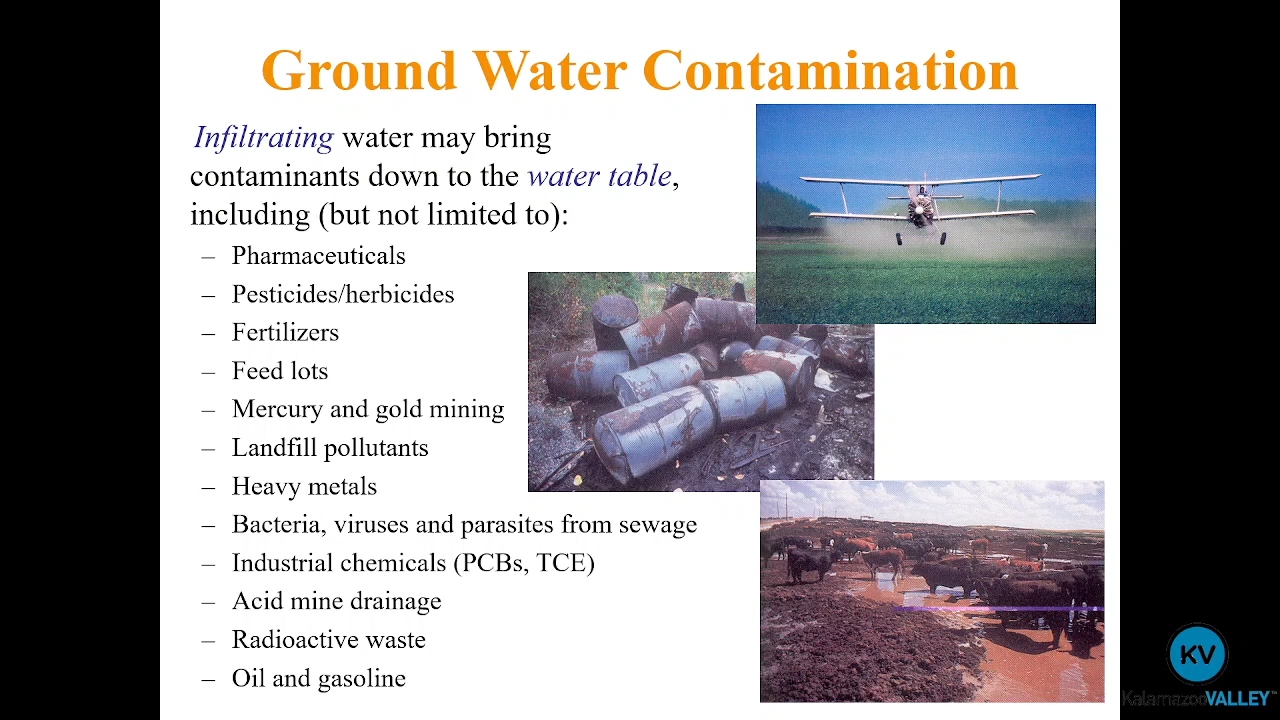 Ground Water Contamination
Infiltrating water may bring
contaminants down to the water table,
including (but not limited to):
– Pharmaceuticals
– Pesticides/herbicides
– Fertilizers
– Feed lots
– Mercury and gold mining
– Landfill pollutants
– Heavy metals
– Bacteria, viruses and parasites from sewage
– Industrial chemicals (PCBs, TCE)
– Acid mine drainage
– Radioactive waste
– Oil and gasoline
KV
KalamazooVALLEY™